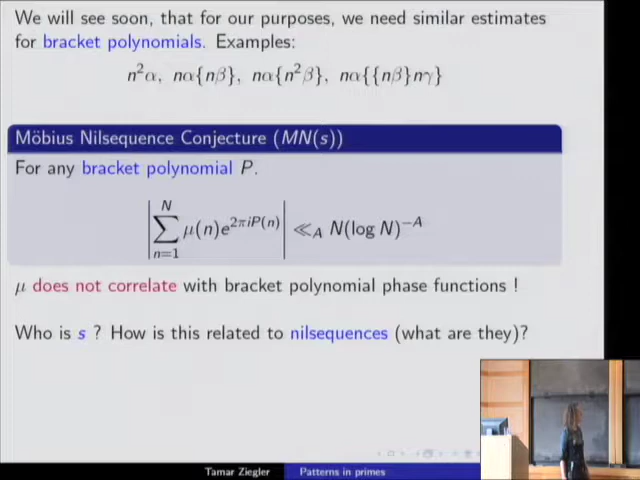 We will see soon, that for our purposes, we need similar estimates
for bracket polynomials. Examples:
n²α, nα{nβ}, nα{n²β}, nα{{nβ}nγ}
Möbius Nilsequence Conjecture (MN(s))
For any bracket polynomial P.
|∑_{n=1}^{N} μ(n)e^{2πiP(n)}| ≪_A N(log N)^{−A}
μ does not correlate with bracket polynomial phase functions !
Who is s ? How is this related to nilsequences (what are they)?
Tamar Ziegler Patterns in primes